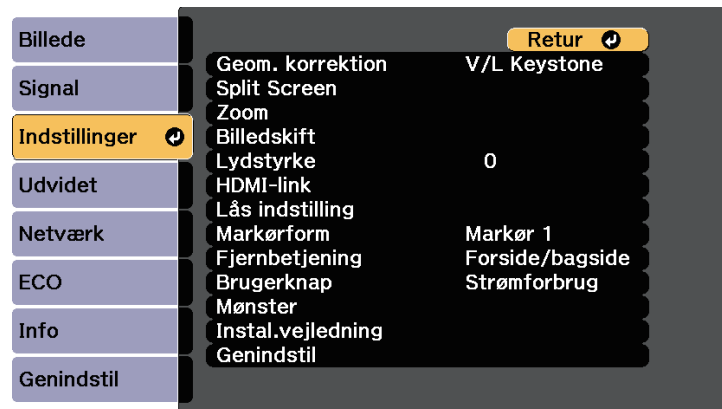 Billede
Signal
Indstillinger
Udvidet
Netværk
ECO
Info
Genindstil
Retur
Geom. korrektion V/L Keystone
Split Screen
Zoom
Billedskift
Lydstyrke 0
HDMI-link
Lås indstilling
Markørform Markør 1
Fjernbetjening Forside/bagside
Brugerknap Strømforbrug
Mønster
Instal.vejledning
Genindstil